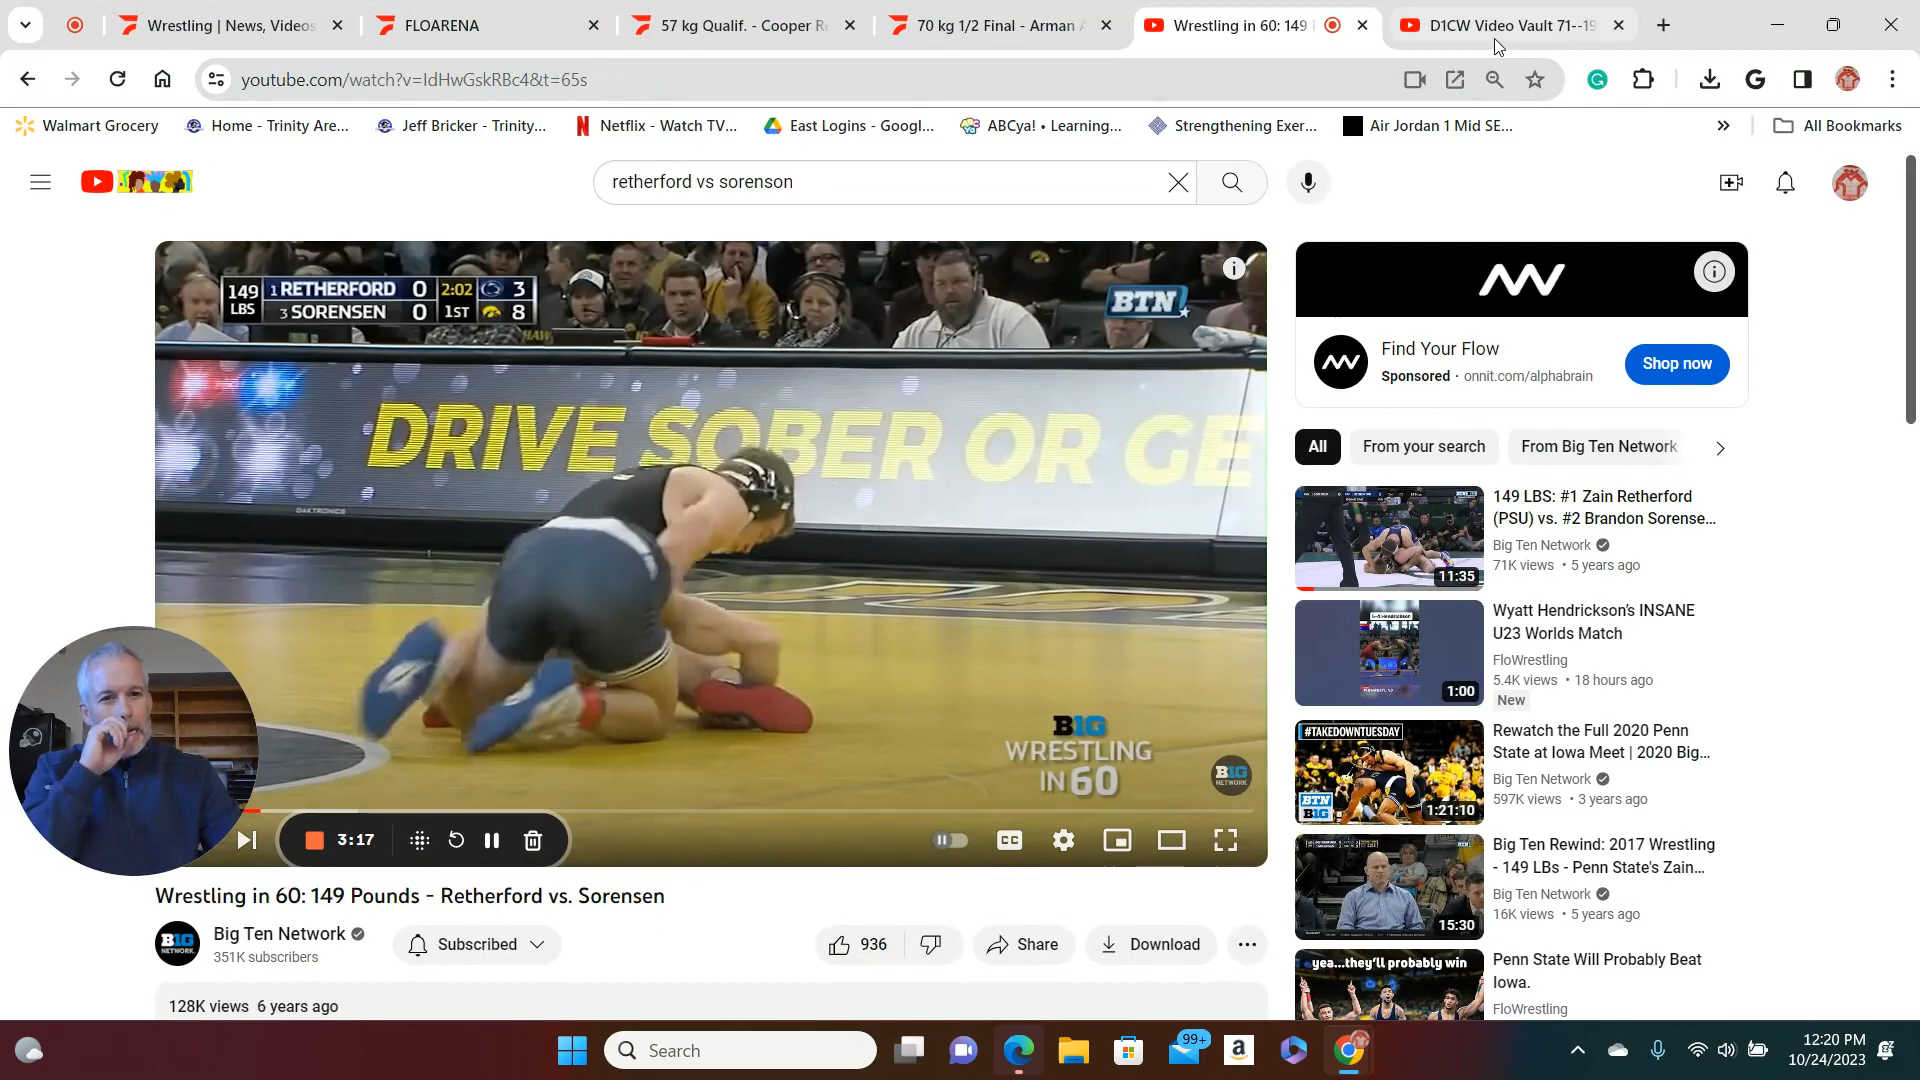 Wrestling | News, Videos
FLOARENA
57 kg Qualif. - Cooper Re
70 kg 1/2 Final - Arman A
Wrestling in 60: 149
D1CW Video Vault 71--19
youtube.com/watch?v=IdHwGskRBc4&t=65s
Walmart Grocery
Home - Trinity Are...
Jeff Bricker - Trinity...
Netflix - Watch TV...
East Logins - Googl...
ABCya! • Learning...
Strengthening Exer...
Air Jordan 1 Mid SE...
All Bookmarks
retherford vs sorenson
149 LBS
1 RETHERFORD 0 2:02 3
3 SORENSEN 0 1ST 8
BTN
DRIVE SOBER OR GE
DAKTRONICS
B1G
WRESTLING
IN 60
B1G
NETWORK
3:17
CC
Find Your Flow
Sponsored · onnit.com/alphabrain
Shop now
All
From your search
From Big Ten Network
149 LBS: #1 Zain Retherford
(PSU) vs. #2 Brandon Sorense...
Big Ten Network
71K views • 5 years ago
11:35
Wyatt Hendrickson's INSANE
U23 Worlds Match
FloWrestling
5.4K views • 18 hours ago
New
1:00
#TAKEDOWNTUESDAY
Rewatch the Full 2020 Penn
State at Iowa Meet | 2020 Big...
Big Ten Network
597K views • 3 years ago
BTN
B1G
1:21:10
Big Ten Rewind: 2017 Wrestling
- 149 LBs - Penn State's Zain...
Big Ten Network
16K views • 5 years ago
15:30
yea...they'll probably win
Penn State Will Probably Beat
Iowa.
FloWrestling
Wrestling in 60: 149 Pounds - Retherford vs. Sorensen
B1G
NETWORK
Big Ten Network
351K subscribers
Subscribed
936
Share
Download
128K views 6 years ago
Search
99+
12:20 PM
10/24/2023